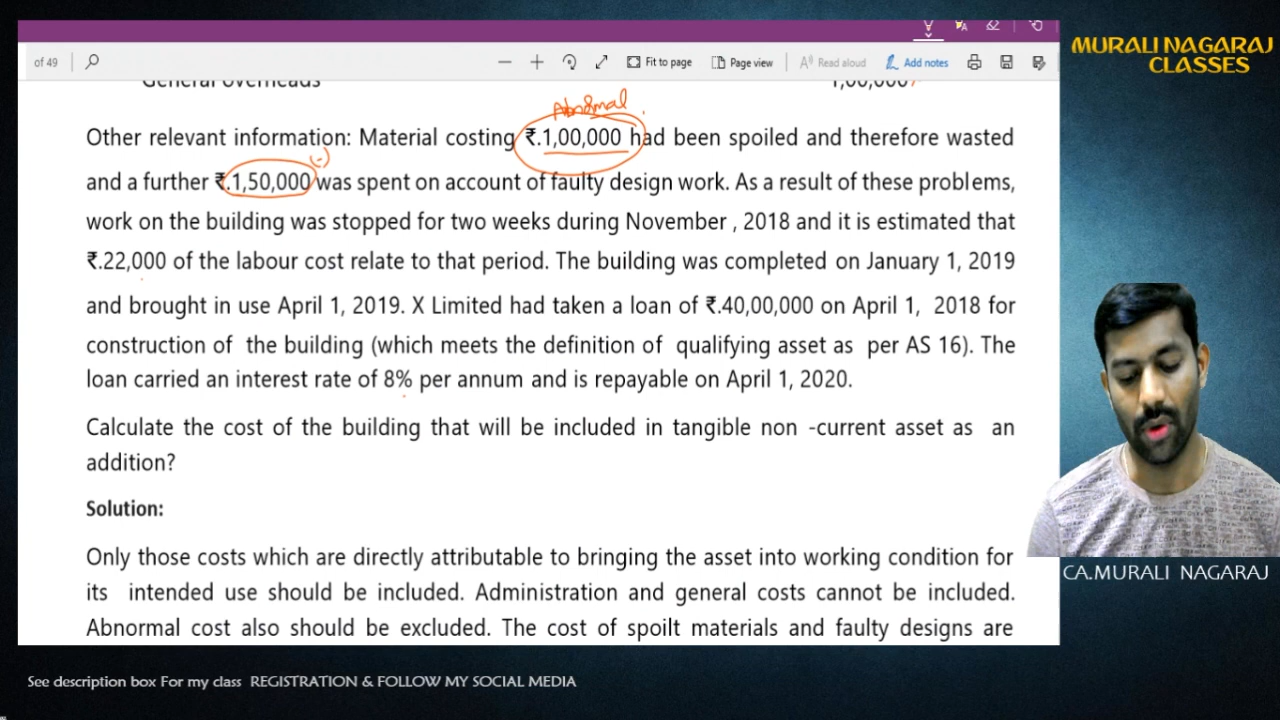 MURALI NAGARAJ
CLASSES
of 49
Fit to page
Page view
Read aloud
Add notes
General overheads 1,00,000
Abnormal
Other relevant information: Material costing ₹.1,00,000 had been spoiled and therefore wasted
(-)
and a further ₹.1,50,000 was spent on account of faulty design work. As a result of these problems,
work on the building was stopped for two weeks during November , 2018 and it is estimated that
₹.22,000 of the labour cost relate to that period. The building was completed on January 1, 2019
and brought in use April 1, 2019. X Limited had taken a loan of ₹.40,00,000 on April 1, 2018 for
construction of the building (which meets the definition of qualifying asset as per AS 16). The
loan carried an interest rate of 8% per annum and is repayable on April 1, 2020.
Calculate the cost of the building that will be included in tangible non -current asset as an
addition?
Solution:
Only those costs which are directly attributable to bringing the asset into working condition for
its intended use should be included. Administration and general costs cannot be included.
Abnormal cost also should be excluded. The cost of spoilt materials and faulty designs are
CA.MURALI NAGARAJ
See description box For my class REGISTRATION & FOLLOW MY SOCIAL MEDIA